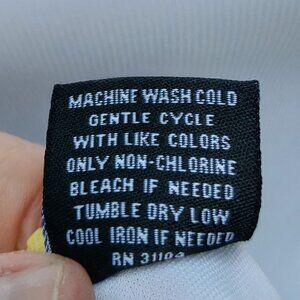 MACHINE WASH COLD
GENTLE CYCLE
WITH LIKE COLORS
ONLY NON-CHLORINE
BLEACH IF NEEDED
TUMBLE DRY LOW
COOL IRON IF NEEDED
RN